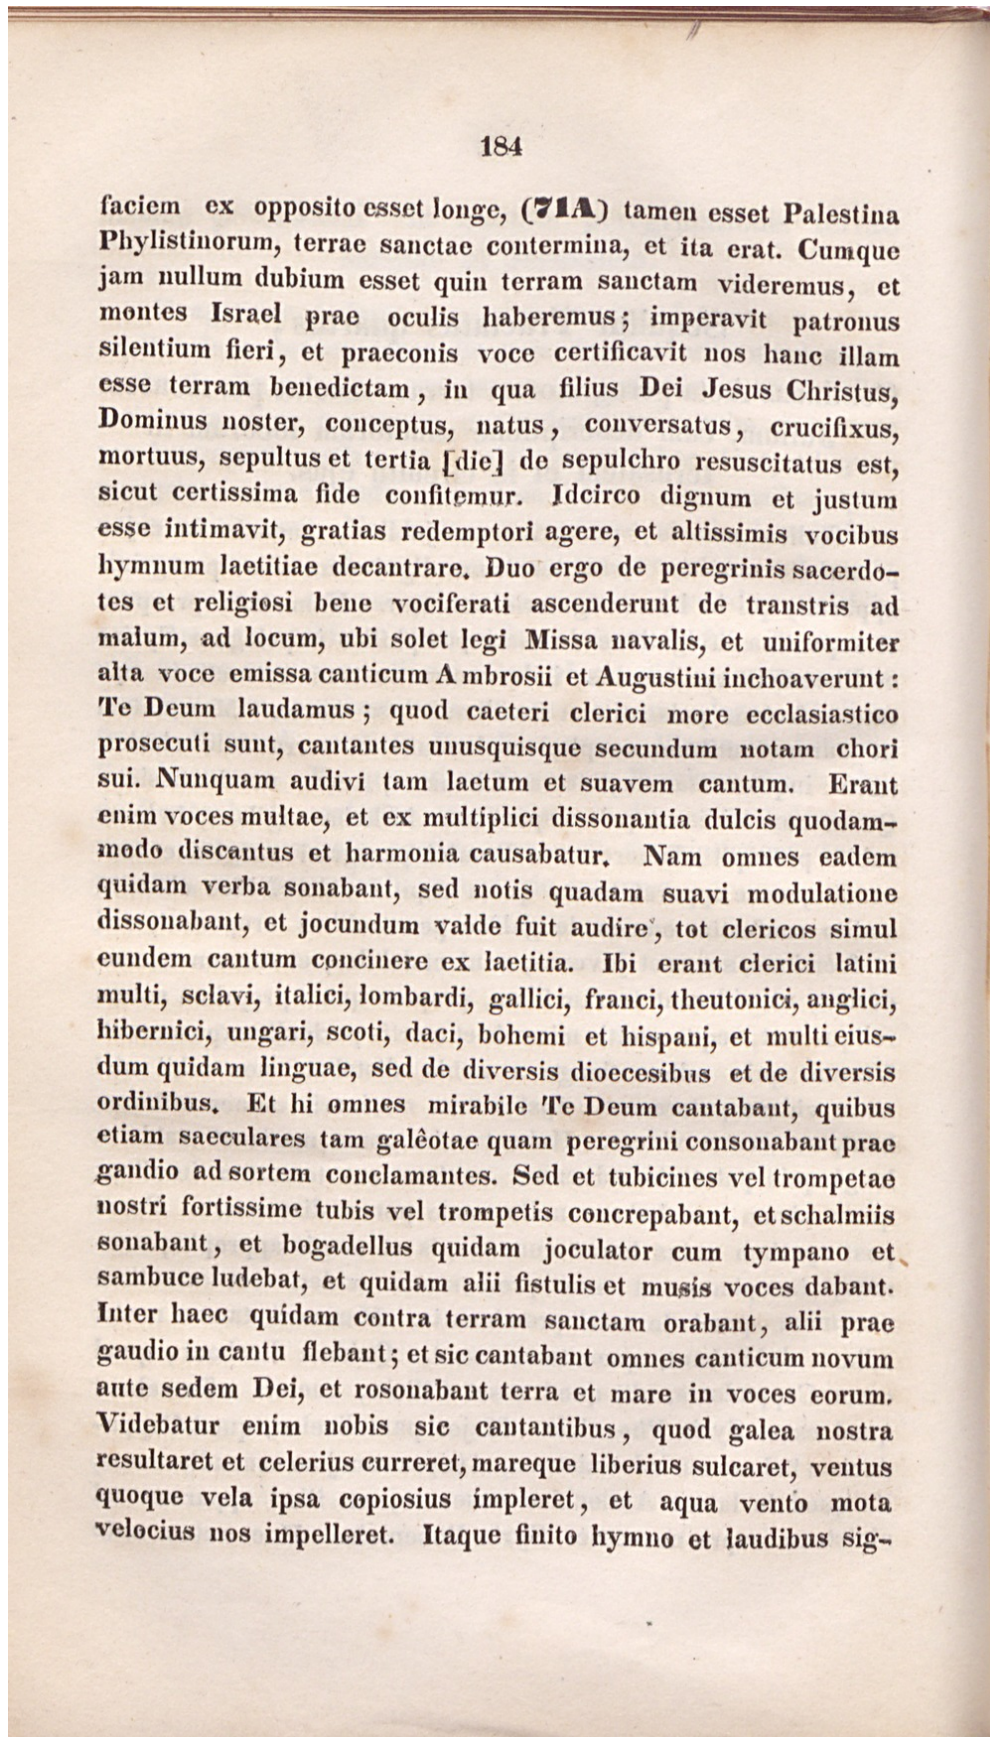 184
faciem ex opposito esset longe, (71A) tamen esset Palestina
Phylistinorum, terrae sanctae contermina, et ita erat. Cumque
jam nullum dubium esset quin terram sanctam videremus, et
montes Israel prae oculis haberemus; imperavit patronus
silentium fieri, et praeconis voce certificavit nos hanc illam
esse terram benedictam, in qua filius Dei Jesus Christus,
Dominus noster, conceptus, natus, conversatus, crucifixus,
mortuus, sepultus et tertia [die] de sepulchro resuscitatus est,
sicut certissima fide confitemur. Idcirco dignum et justum
esse intimavit, gratias redemptori agere, et altissimis vocibus
hymnum laetitiae decantrare. Duo ergo de peregrinis sacerdo-
tes et religiosi bene vociferati ascenderunt de transtris ad
malum, ad locum, ubi solet legi Missa navalis, et uniformiter
alta voce emissa canticum Ambrosii et Augustini inchoaverunt:
Te Deum laudamus; quod caeteri clerici more ecclasiastico
prosecuti sunt, cantantes unusquisque secundum notam chori
sui. Nunquam audivi tam laetum et suavem cantum. Erant
enim voces multae, et ex multiplici dissonantia dulcis quodam-
modo discantus et harmonia causabatur. Nam omnes eadem
quidam verba sonabant, sed notis quadam suavi modulatione
dissonabant, et jocundum valde fuit audire, tot clericos simul
eundem cantum concinere ex laetitia. Ibi erant clerici latini
multi, sclavi, italici, lombardi, gallici, franci, theutonici, anglici,
hibernici, ungari, scoti, daci, bohemi et hispani, et multi eius-
dum quidam linguae, sed de diversis dioecesibus et de diversis
ordinibus. Et hi omnes mirabile Te Deum cantabant, quibus
etiam saeculares tam galêotae quam peregrini consonabant prae
gandio ad sortem conclamantes. Sed et tubicines vel trompetae
nostri fortissime tubis vel trompetis concrepabant, et schalmiis
sonabant, et bogadellus quidam joculator cum tympano et
sambuce ludebat, et quidam alii fistulis et musis voces dabant.
Inter haec quidam contra terram sanctam orabant, alii prae
gaudio in cantu flebant; et sic cantabant omnes canticum novum
ante sedem Dei, et rosonabant terra et mare in voces eorum.
Videbatur enim nobis sic cantantibus, quod galea nostra
resultaret et celerius curreret, mareque liberius sulcaret, ventus
quoque vela ipsa copiosius impleret, et aqua vento mota
velocius nos impelleret. Itaque finito hymno et laudibus sig-